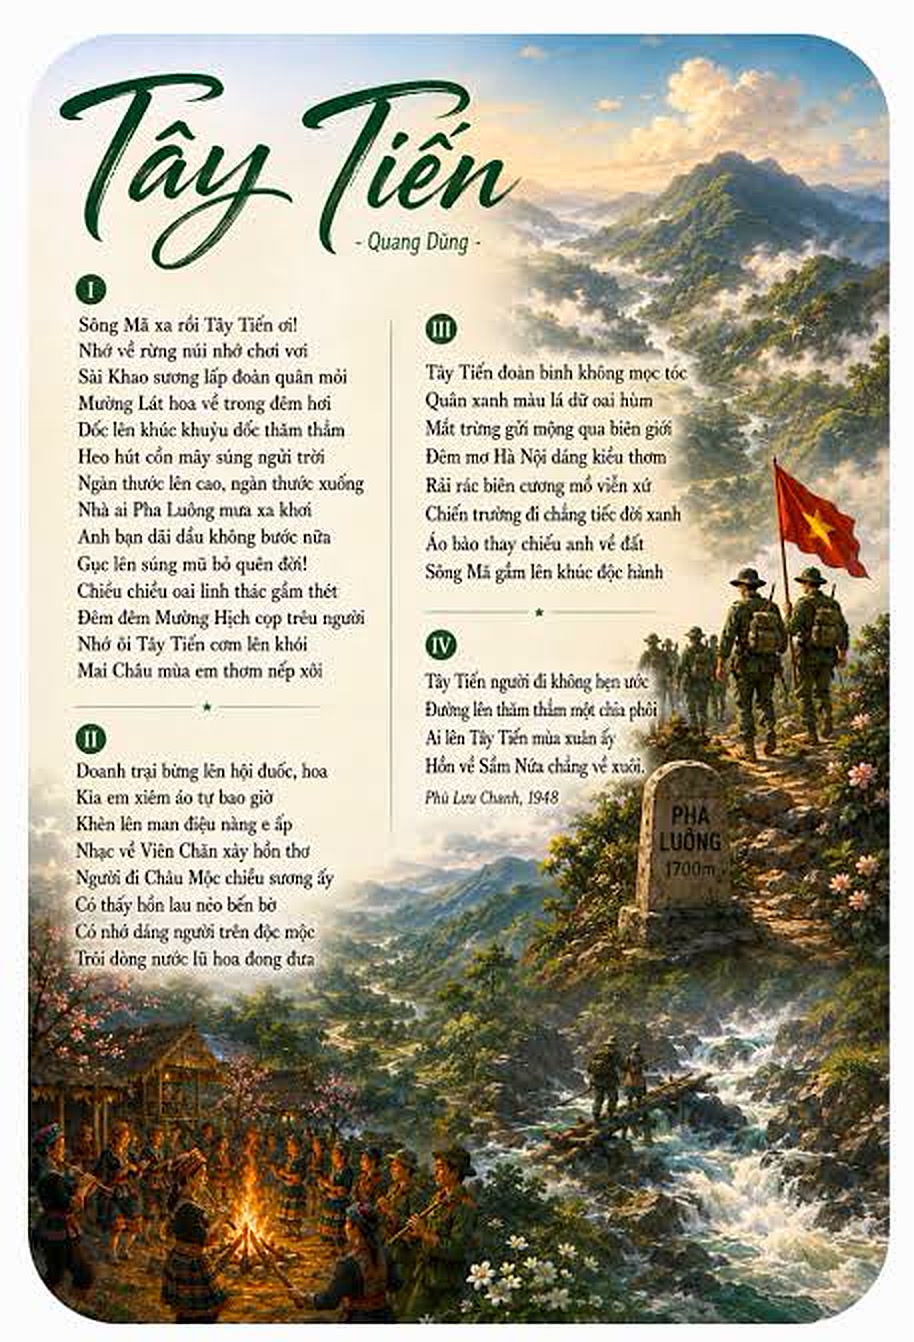 Tây Tiến
- Quang Dũng -
I
Sông Mã xa rồi Tây Tiến ơi!
Nhớ về rừng núi nhớ chơi vơi
Sài Khao sương lấp đoàn quân mỏi
Mường Lát hoa về trong đêm hơi
Dốc lên khúc khuỷu dốc thăm thẳm
Heo hút cồn mây súng ngửi trời
Ngàn thước lên cao, ngàn thước xuống
Nhà ai Pha Luông mưa xa khơi
Anh bạn dãi dầu không bước nữa
Gục lên súng mũ bỏ quên đời!
Chiều chiều oai linh thác gầm thét
Đêm đêm Mường Hịch cọp trêu người
Nhớ ôi Tây Tiến cơm lên khói
Mai Châu mùa em thơm nếp xôi
II
Doanh trại bừng lên hội đuốc, hoa
Kìa em xiêm áo tự bao giờ
Khèn lên man điệu nàng e ấp
Nhạc về Viên Chăn xây hồn thơ
Người đi Châu Mộc chiều sương ấy
Có thấy hồn lau nẻo bến bờ
Có nhớ dáng người trên độc mộc
Trôi dòng nước lũ hoa đong đưa
III
Tây Tiến đoàn binh không mọc tóc
Quân xanh màu lá dữ oai hùm
Mắt trừng gửi mộng qua biên giới
Đêm mơ Hà Nội dáng kiều thơm
Rải rác biên cương mồ viễn xứ
Chiến trường đi chẳng tiếc đời xanh
Áo bào thay chiếu anh về đất
Sông Mã gầm lên khúc độc hành
IV
Tây Tiến người đi không hẹn ước
Đường lên thăm thẳm một chia phôi
Ai lên Tây Tiến mùa xuân ấy
Hồn về Sầm Nứa chẳng về xuôi.
Phù Lưu Chanh, 1948
PHA
LUÔNG
1700m